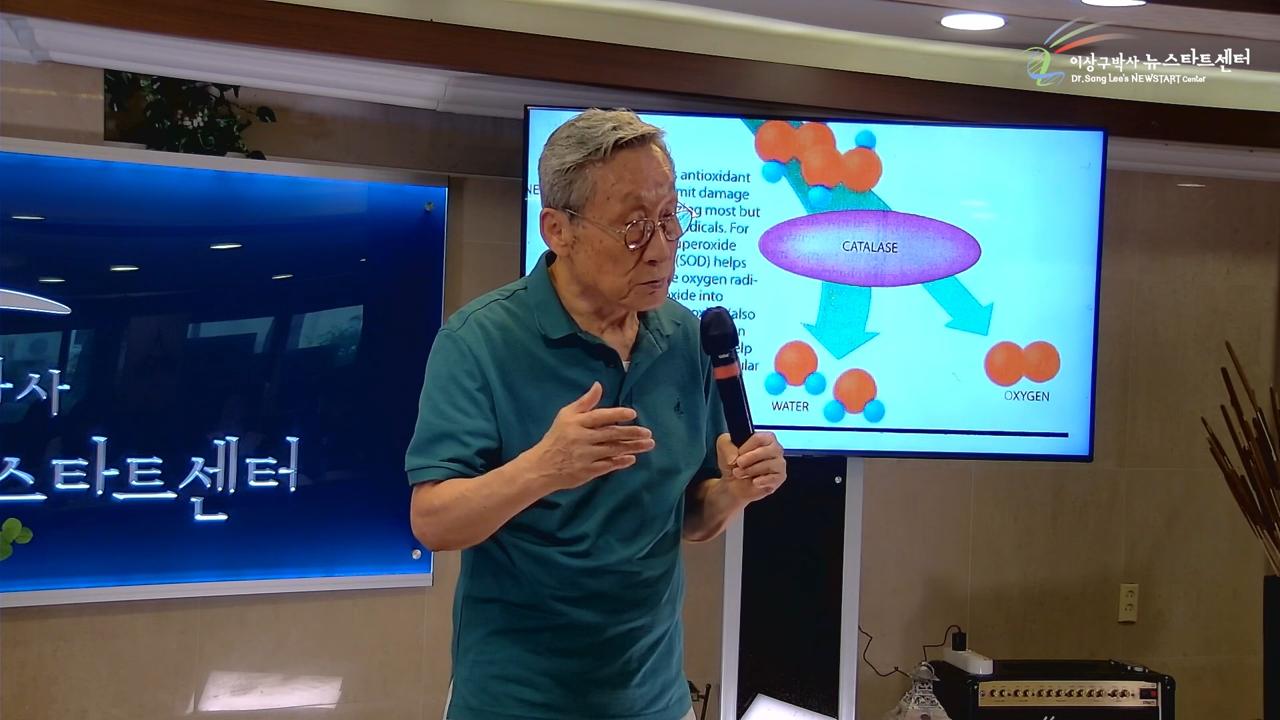 이상구박사 뉴스타트센터
Dr. Sang Lee's NEWSTART Center
antioxidant
mit damage
most but
dicals. For
uperoxide
(SOD) helps
oxygen radi-
xide into
also
CATALASE
WATER
OXYGEN
사
스타트센터